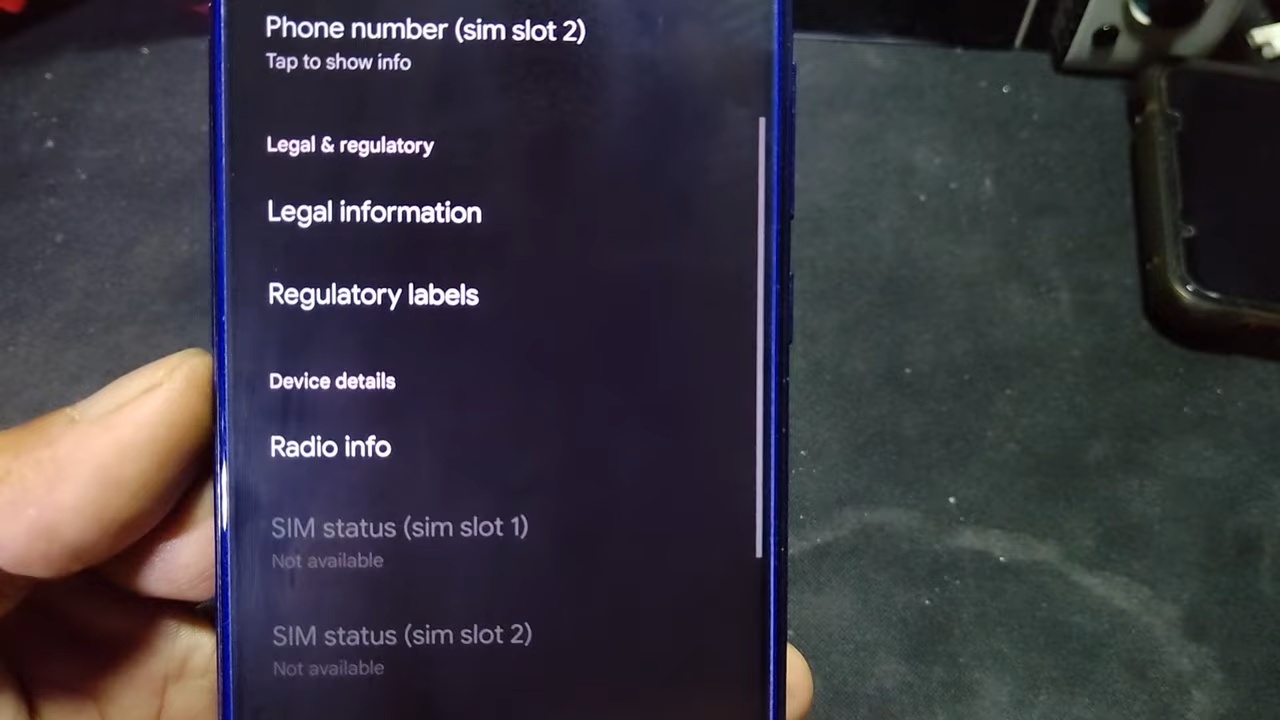 Phone number (sim slot 2)
Tap to show info
Legal & regulatory
Legal information
Regulatory labels
Device details
Radio info
SIM status (sim slot 1)
Not available
SIM status (sim slot 2)
Not available